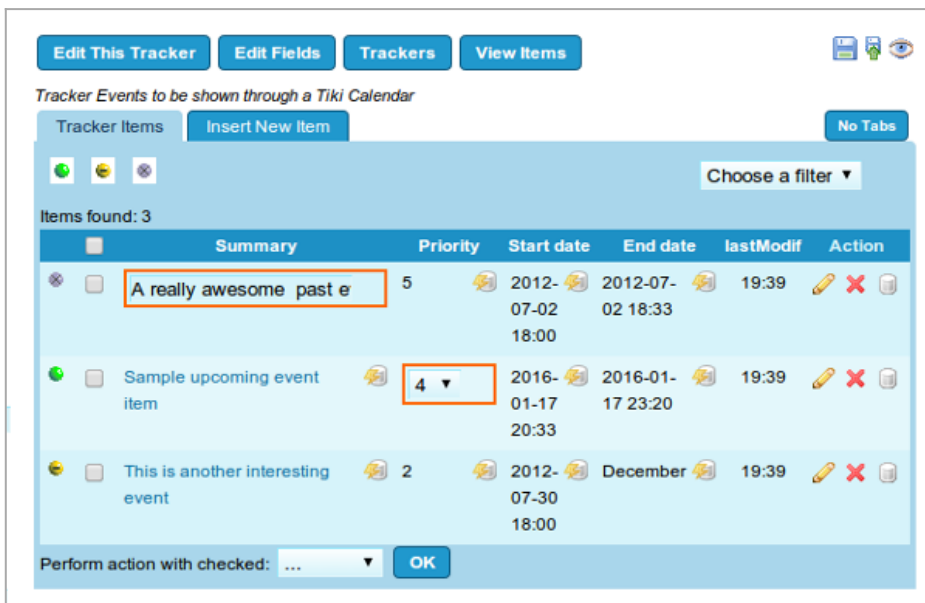 Edit This Tracker Edit Fields Trackers View Items
Tracker Events to be shown through a Tiki Calendar
Tracker Items Insert New Item No Tabs
Choose a filter
Items found: 3
Summary Priority Start date End date lastModif Action
A really awesome past e 5 2012- 2012-07- 19:39
07-02 02 18:33
18:00
Sample upcoming event 4 2016- 2016-01- 19:39
item 01-17 17 23:20
20:33
This is another interesting 2 2012- December 19:39
event 07-30
18:00
Perform action with checked: ... OK